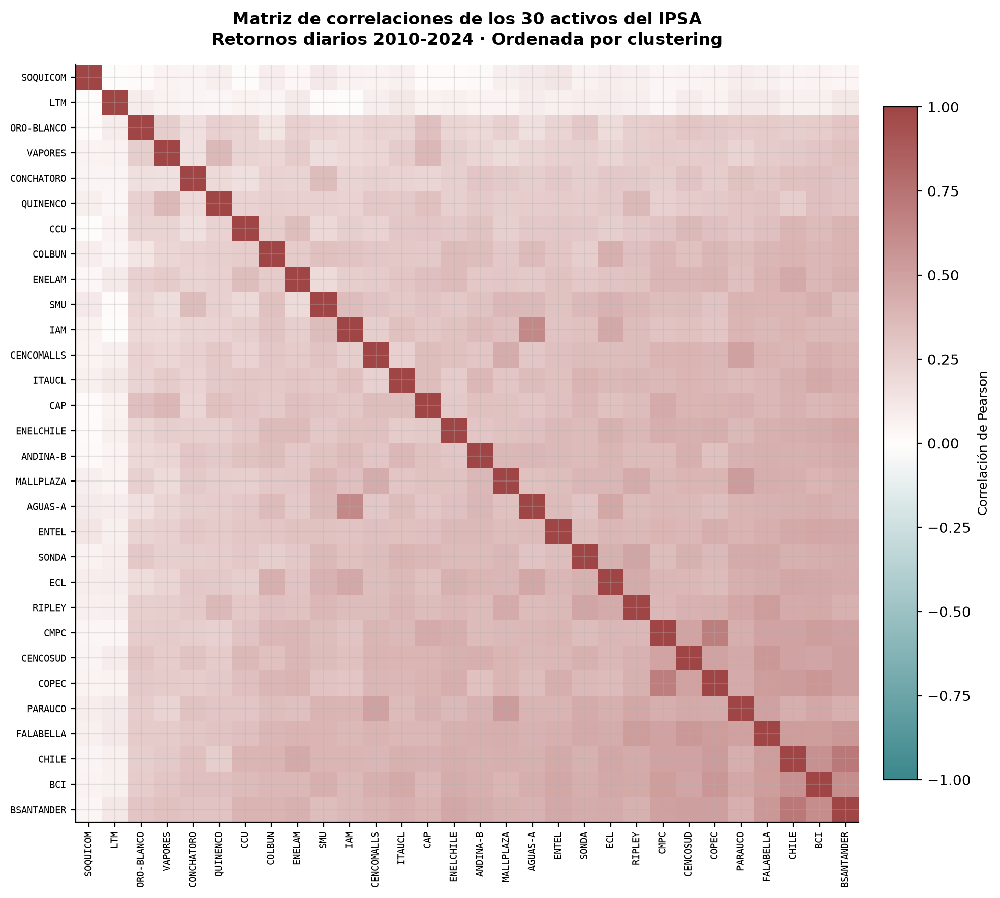 Matriz de correlaciones de los 30 activos del IPSA
Retornos diarios 2010-2024 · Ordenada por clustering
SOQUICOM
LTM
ORO-BLANCO
VAPORES
CONCHATORO
QUINENCO
CCU
COLBUN
ENELAM
SMU
IAM
CENCOMALLS
ITAUCL
CAP
ENELCHILE
ANDINA-B
MALLPLAZA
AGUAS-A
ENTEL
SONDA
ECL
RIPLEY
CMPC
CENCOSUD
COPEC
PARAUCO
FALABELLA
CHILE
BCI
BSANTANDER
SOQUICOM
LTM
ORO-BLANCO
VAPORES
CONCHATORO
QUINENCO
CCU
COLBUN
ENELAM
SMU
IAM
CENCOMALLS
ITAUCL
CAP
ENELCHILE
ANDINA-B
MALLPLAZA
AGUAS-A
ENTEL
SONDA
ECL
RIPLEY
CMPC
CENCOSUD
COPEC
PARAUCO
FALABELLA
CHILE
BCI
BSANTANDER
1.00
0.75
0.50
0.25
0.00
−0.25
−0.50
−0.75
−1.00
Correlación de Pearson